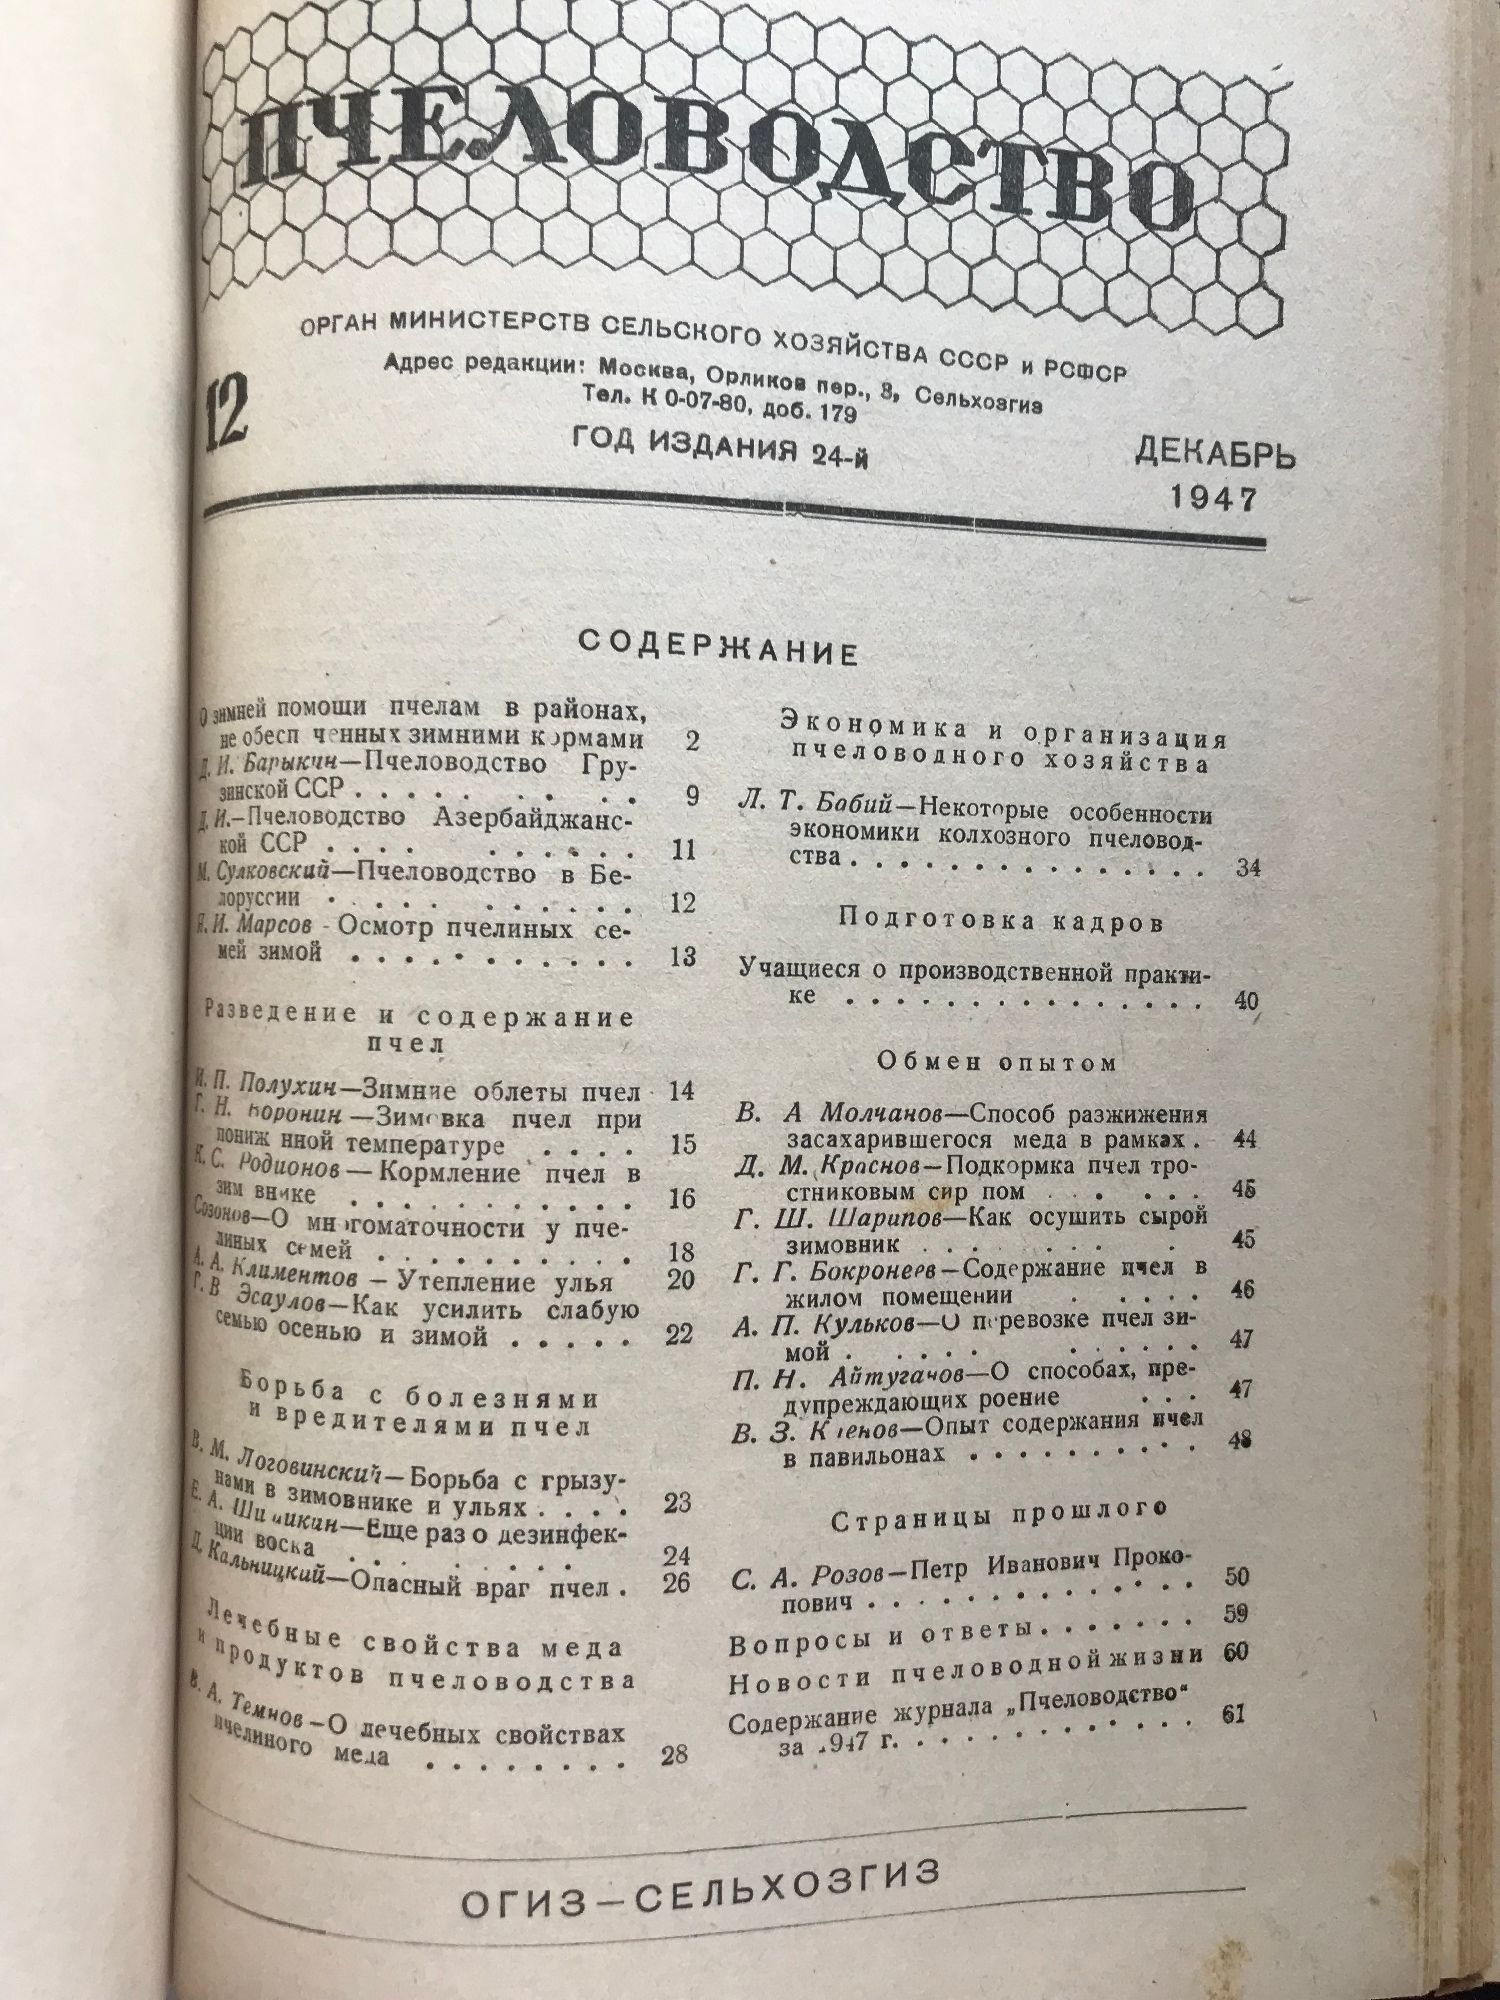 ПЧЕЛОВОДСТВО
ОРГАН МИНИСТЕРСТВ СЕЛЬСКОГО ХОЗЯЙСТВА СССР и РСФСР
Адрес редакции: Москва, Орликов пер., 3, Сельхозгиз
Тел. К 0-07-80, доб. 179
12
ГОД ИЗДАНИЯ 24-й
ДЕКАБРЬ
1947
СОДЕРЖАНИЕ
О зимней помощи пчелам в районах,
не обесп ченных зимними кормами 2
Д. И. Барыкин—Пчеловодство Гру-
зинской ССР . . . . . . . . . 9
Д. И.—Пчеловодство Азербайджанс-
кой ССР . . . . . . . . . . 11
М. Сулковский—Пчеловодство в Бе-
лоруссии . . . . . . . . . . . 12
Я. И. Марсов - Осмотр пчелиных се-
мей зимой . . . . . . . . . . . 13
Разведение и содержание
пчел
И. П. Полухин—Зимние облеты пчел 14
Г. Н. Воронин—Зимовка пчел при
пониж нной температуре . . . . 15
К. С. Родионов — Кормление пчел в
зим внике . . . . . . . . . . . 16
Созонов—О многоматочности у пче-
линых семей . . . . . . . . . . 18
А. А. Климентов — Утепление улья 20
Г. В Эсаулов—Как усилить слабую
семью осенью и зимой . . . . . 22
Борьба с болезнями
и вредителями пчел
В. М. Логовинский—Борьба с грызу-
нами в зимовнике и ульях . . . . 23
Е. А. —Еще раз о дезинфек-
ции воска . . . . . . . . 24
Д. Кальницкий—Опасный враг пчел . 26
Лечебные свойства меда
и продуктов пчеловодства
В. А. Темнов—О лечебных свойствах
пчелиного меда . . . . . . . . 28
Экономика и организация
пчеловодного хозяйства
Л. Т. Бабий—Некоторые особенности
экономики колхозного пчеловод-
ства . . . . . . . . . . . . . . . 34
Подготовка кадров
Учащиеся о производственной практи-
ке . . . . . . . . . . . . . . . 40
Обмен опытом
В. А Молчанов—Способ разжижения
засахарившегося меда в рамках . 44
Д. М. Краснов—Подкормка пчел тро-
стниковым сир пом . . . . . . 45
Г. Ш. Шарипов—Как осушить сырой
зимовник . . . . . . . . 45
Г. Г. Бокронеев—Содержание пчел в
жилом помещении . . . . . 46
А. П. Кульков—О перевозке пчел зи-
мой . . . . . . . . . . . 47
П. Н. Айтуганов—О способах, пре-
дупреждающих роение . . . 47
В. З. —Опыт содержания пчел
в павильонах . . . . . . . . . . 48
Страницы прошлого
С. А. Розов—Петр Иванович Проко-
пович . . . . . . . . . . . . . . 50
Вопросы и ответы . . . . . . . 59
Новости пчеловодной жизни 60
Содержание журнала „Пчеловодство“
за 1947 г. . . . . . . . . . . . . 61
ОГИЗ—СЕЛЬХОЗГИЗ